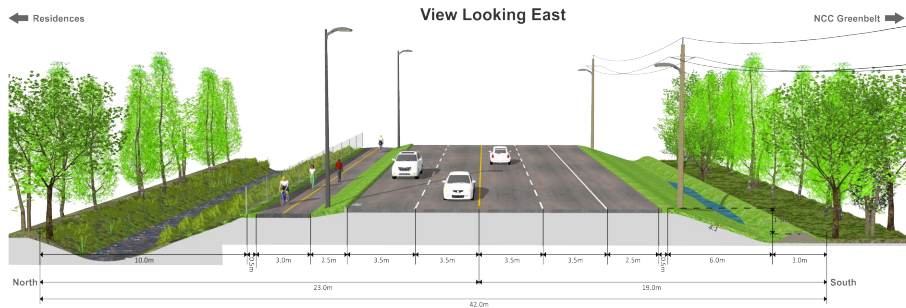 View Looking East
Residences
NCC Greenbelt
4:1
10.0m
0.5m
3.0m
2.5m
3.5m
3.5m
3.5m
3.5m
2.5m
0.5m
6.0m
3.0m
North
South
23.0m
19.0m
42.0m